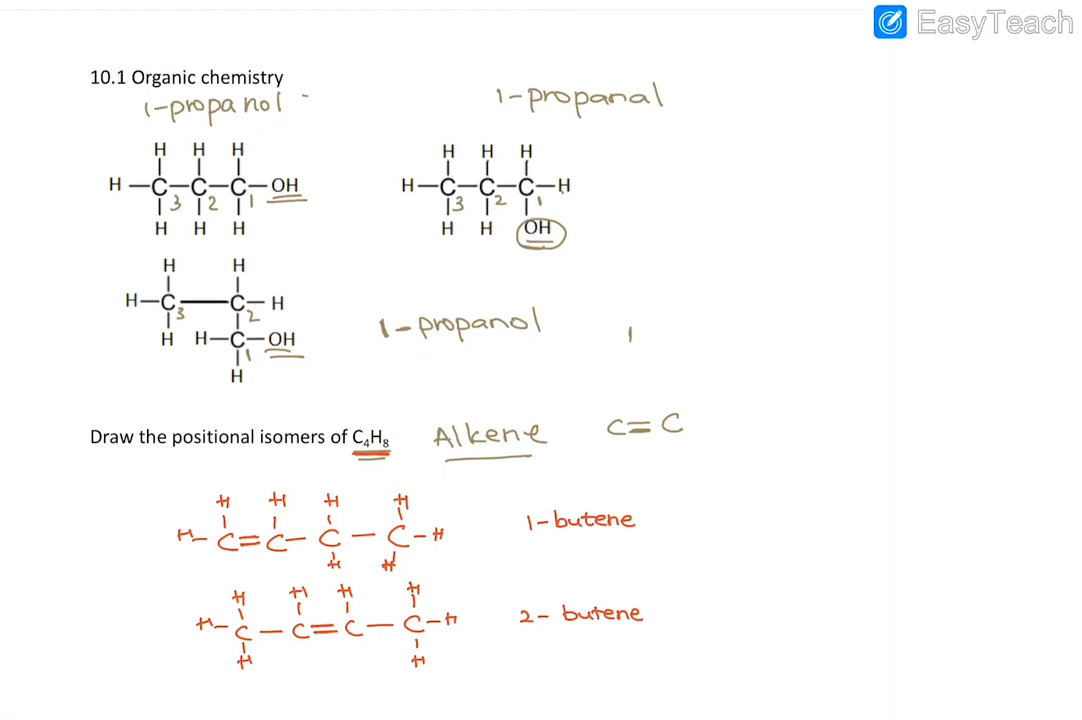 EasyTeach
10.1 Organic chemistry
1-propanol
1-propanal
H H H
H H H
H-C-C-C-OH
H-C-C-C-H
3 2 1
3 2 1
H H H
H H OH
H H
H-C-C-H
3 2
H H-C-OH
1
H
1-propanol
1
Draw the positional isomers of C₄H₈
Alkene
C=C
H H H H
H-C=C-C-C-H
H H
1-butene
H H H H
H-C-C=C-C-H
H H
2-butene